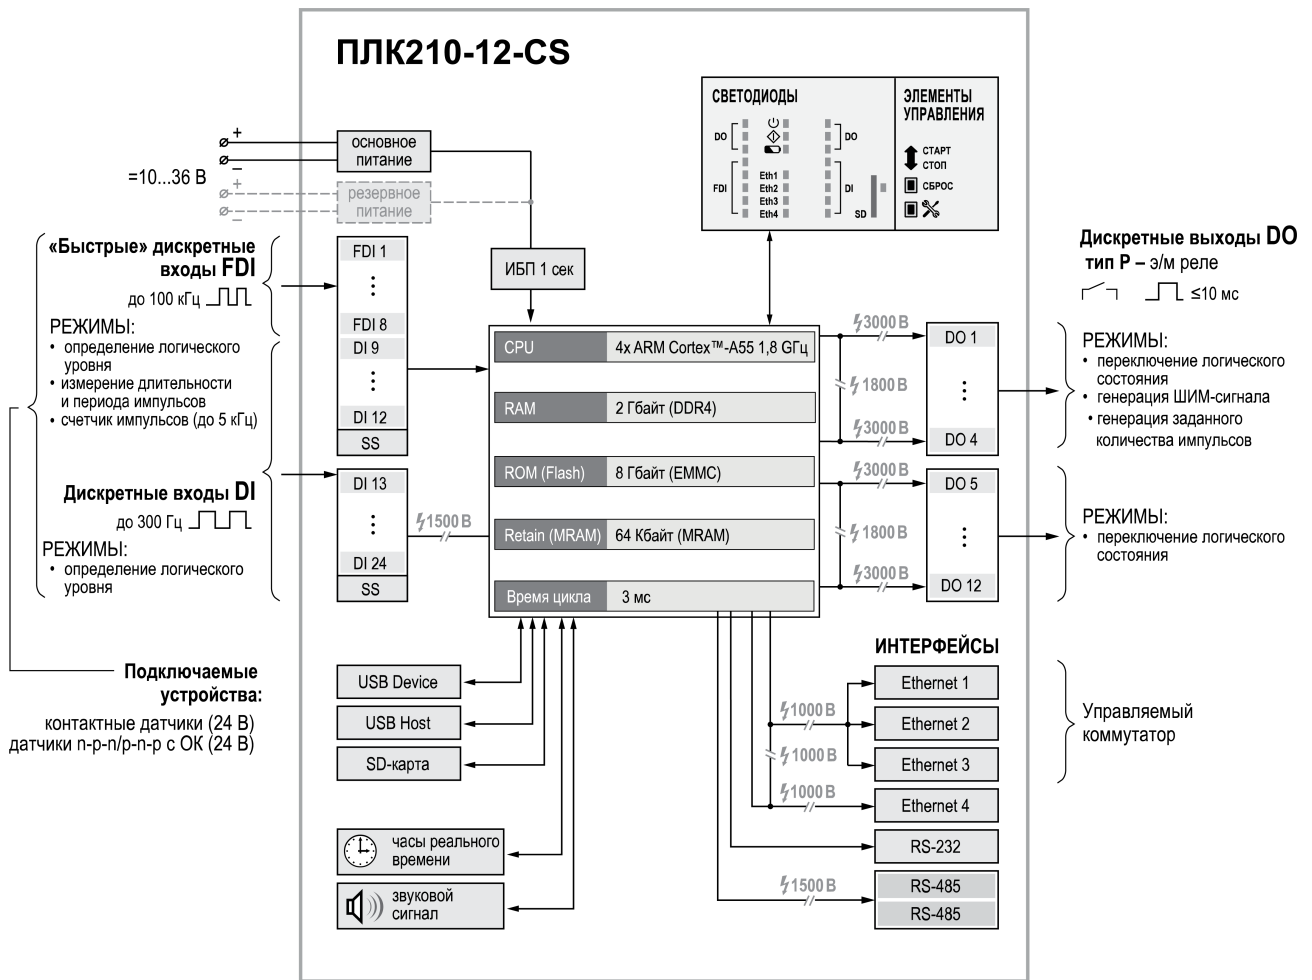 ПЛК210-12-CS
СВЕТОДИОДЫ
DO
DO
FDI
Eth1
Eth2
Eth3
Eth4
DI
SD
ЭЛЕМЕНТЫ
УПРАВЛЕНИЯ
СТАРТ
СТОП
СБРОС
+
–
=10...36 В
+
–
основное
питание
резервное
питание
ИБП 1 сек
«Быстрые» дискретные
входы FDI
до 100 кГц
РЕЖИМЫ:
• определение логического
уровня
• измерение длительности
и периода импульсов
• счетчик импульсов (до 5 кГц)
Дискретные входы DI
до 300 Гц
РЕЖИМЫ:
• определение логического
уровня
Подключаемые
устройства:
контактные датчики (24 В)
датчики n-p-n/p-n-p с ОК (24 В)
FDI 1
FDI 8
DI 9
DI 12
SS
DI 13
DI 24
SS
1500 В
CPU 4x ARM Cortex™-A55 1,8 ГГц
RAM 2 Гбайт (DDR4)
ROM (Flash) 8 Гбайт (EMMC)
Retain (MRAM) 64 Кбайт (MRAM)
Время цикла 3 мс
3000 В
1800 В
3000 В
3000 В
1800 В
3000 В
DO 1
DO 4
DO 5
DO 12
Дискретные выходы DO
тип Р – э/м реле
≤10 мс
РЕЖИМЫ:
• переключение логического
состояния
• генерация ШИМ-сигнала
• генерация заданного
количества импульсов
РЕЖИМЫ:
• переключение логического
состояния
USB Device
USB Host
SD-карта
часы реального
времени
звуковой
сигнал
ИНТЕРФЕЙСЫ
1000 В
1000 В
1000 В
1500 В
Ethernet 1
Ethernet 2
Ethernet 3
Ethernet 4
RS-232
RS-485
RS-485
Управляемый
коммутатор